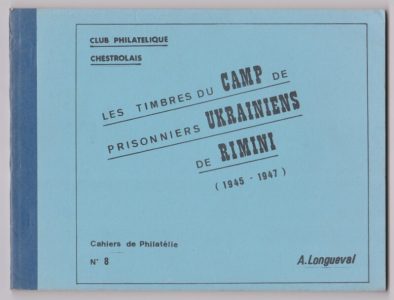 CLUB PHILATELIQUE
CHESTROLAIS
LES TIMBRES DU CAMP DE
PRISONNIERS UKRAINIENS
DE RIMINI
( 1945 - 1947 )
Cahiers de Philatélie
N° 8
A.Longueval